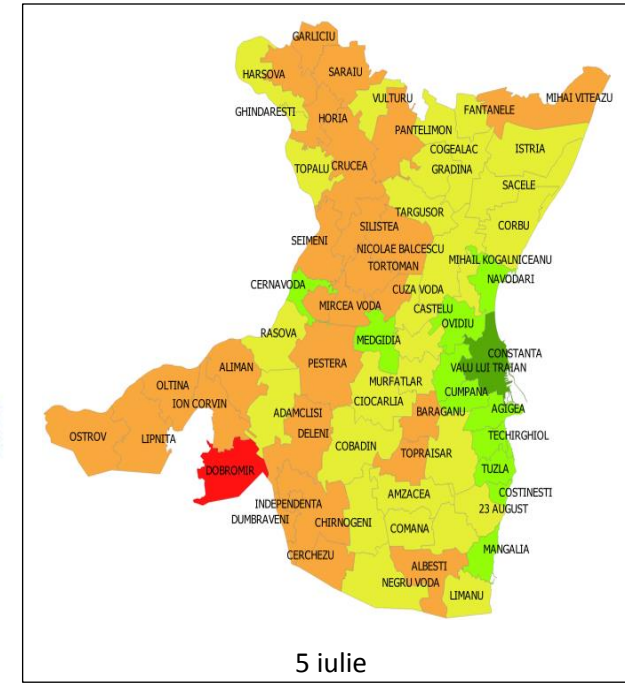 GARLICIU
HARSOVA
SARAIU
VULTURU
MIHAI VITEAZU
GHINDARESTI
FANTANELE
HORIA
PANTELIMON
COGEALAC
ISTRIA
TOPALU
CRUCEA
GRADINA
SACELE
TARGUSOR
SILISTEA
CORBU
SEIMENI
NICOLAE BALCESCU
MIHAIL KOGALNICEANU
TORTOMAN
NAVODARI
CERNAVODA
CUZA VODA
MIRCEA VODA
CASTELU
OVIDIU
RASOVA
MEDGIDIA
CONSTANTA
PESTERA
VALU LUI TRAIAN
ALIMAN
MURFATLAR
OLTINA
CUMPANA
ION CORVIN
CIOCARLIA
ADAMCLISI
BARAGANU
AGIGEA
OSTROV
LIPNITA
DELENI
TECHIRGHIOL
COBADIN
TOPRAISAR
DOBROMIR
TUZLA
AMZACEA
COSTINESTI
INDEPENDENTA
23 AUGUST
DUMBRAVENI
CHIRNOGENI
COMANA
MANGALIA
CERCHEZU
ALBESTI
NEGRU VODA
LIMANU
5 iulie